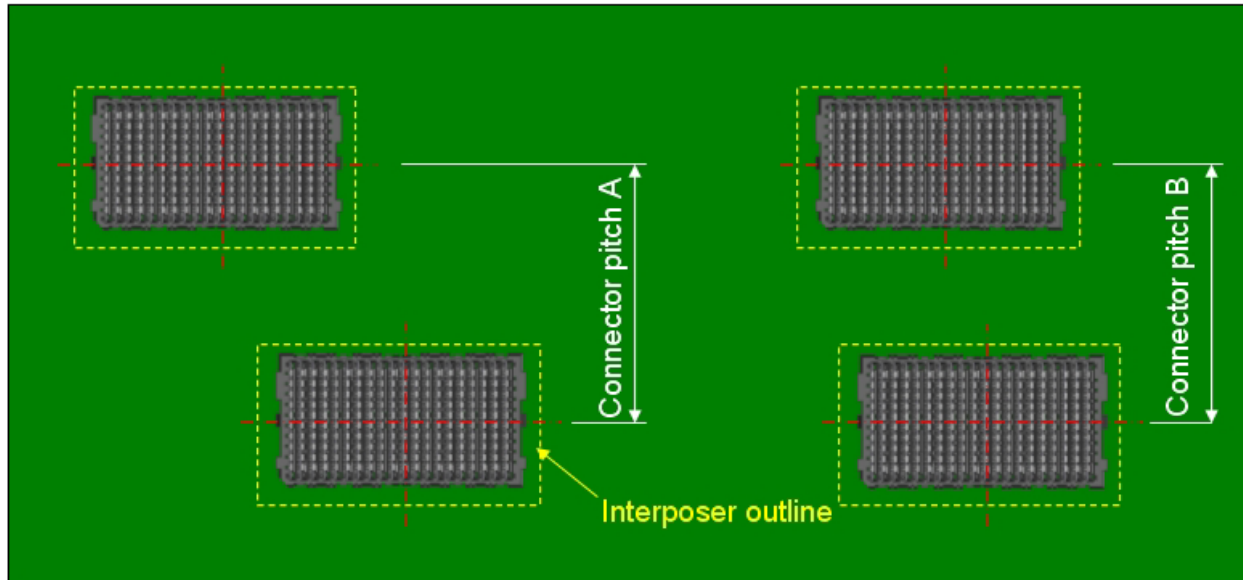 Connector pitch A
Connector pitch B
Interposer outline